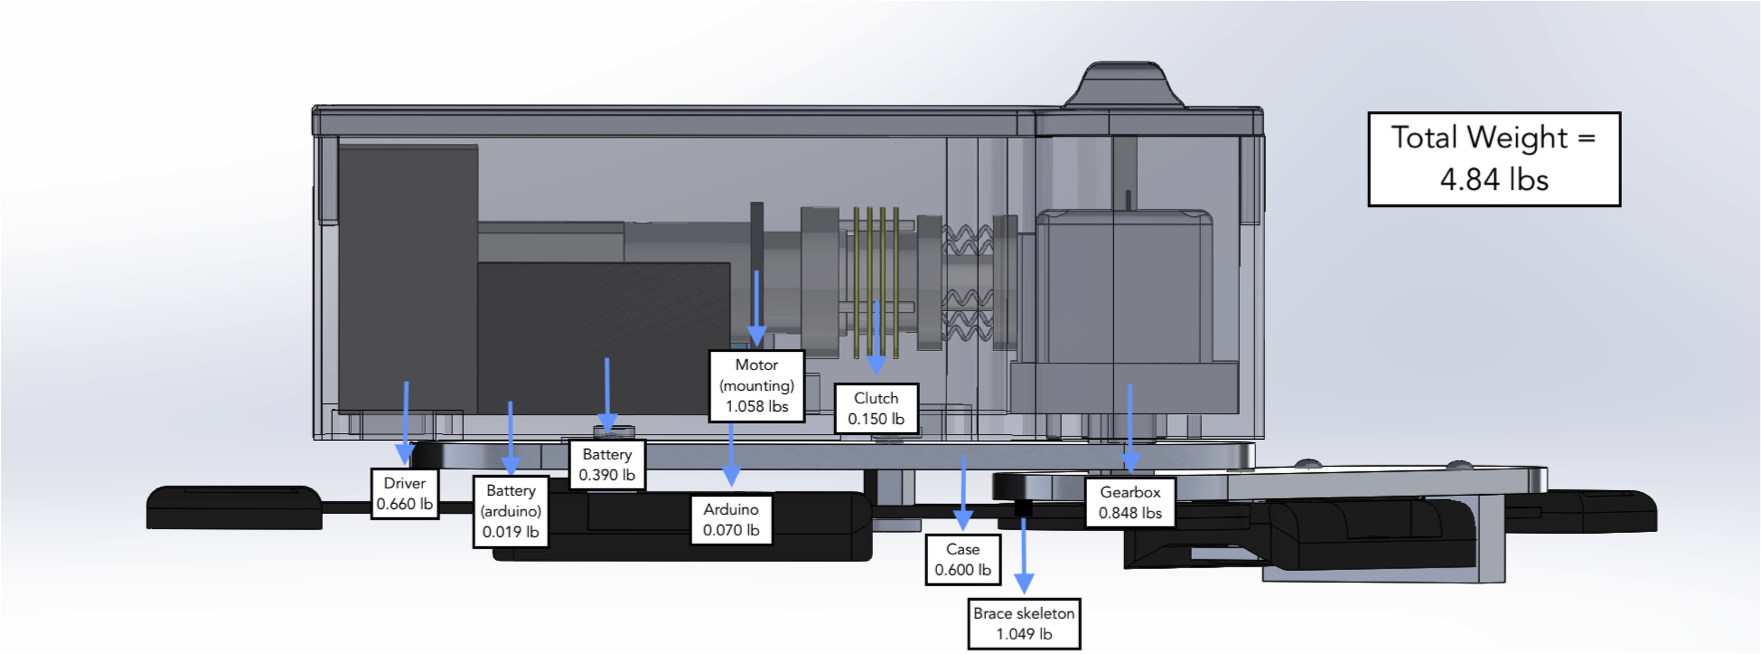 Total Weight =
4.84 lbs
Motor
(mounting)
1.058 lbs
Clutch
0.150 lb
Battery
0.390 lb
Driver
0.660 lb
Battery
(arduino)
0.019 lb
Arduino
0.070 lb
Gearbox
0.848 lbs
Case
0.600 lb
Brace skeleton
1.049 lb